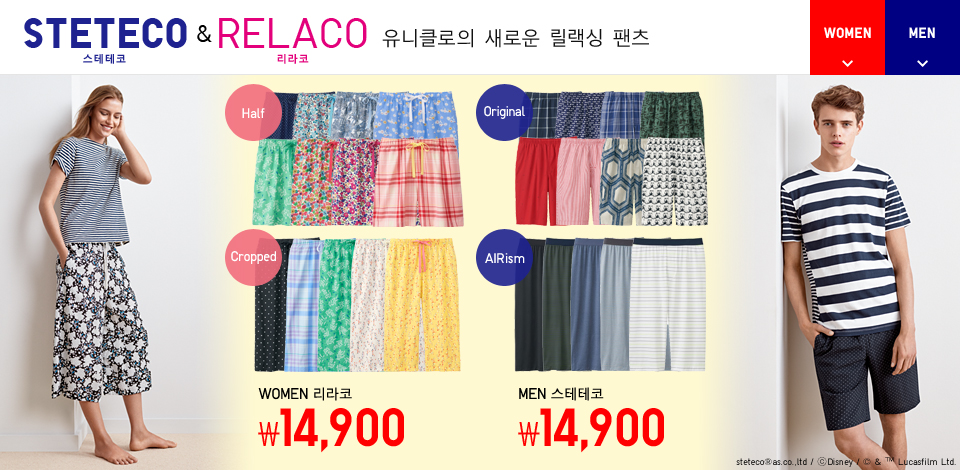 STETECO & RELACO 유니클로의 새로운 릴랙싱 팬츠
스테테코 리라코
WOMEN MEN
Half Original
Cropped AIRism
WOMEN 리라코
₩14,900
MEN 스테테코
₩14,900
steteco®as.co.,ltd / ⓒDisney / © & ™ Lucasfilm Ltd.